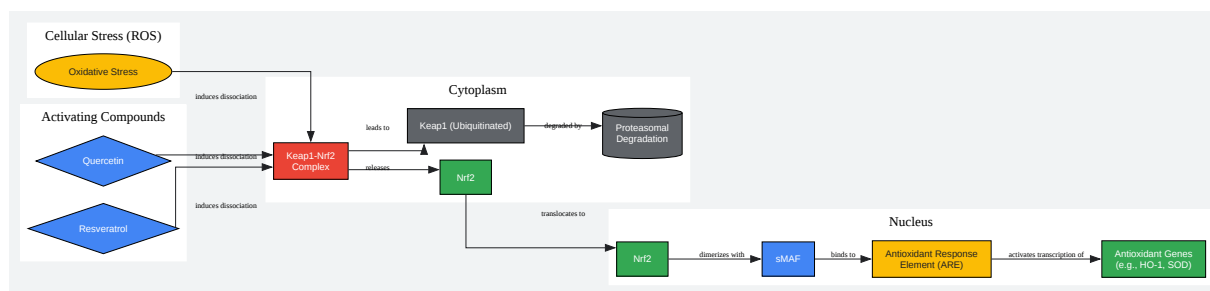 Cellular Stress (ROS)
Oxidative Stress
induces dissociation
Activating Compounds
Quercetin
induces dissociation
Resveratrol
induces dissociation
Cytoplasm
Keap1-Nrf2
Complex
leads to
Keap1 (Ubiquitinated)
degraded by
Proteasomal
Degradation
releases
Nrf2
translocates to
Nucleus
Nrf2
dimerizes with
sMAF
binds to
Antioxidant Response
Element (ARE)
activates transcription of
Antioxidant Genes
(e.g., HO-1, SOD)